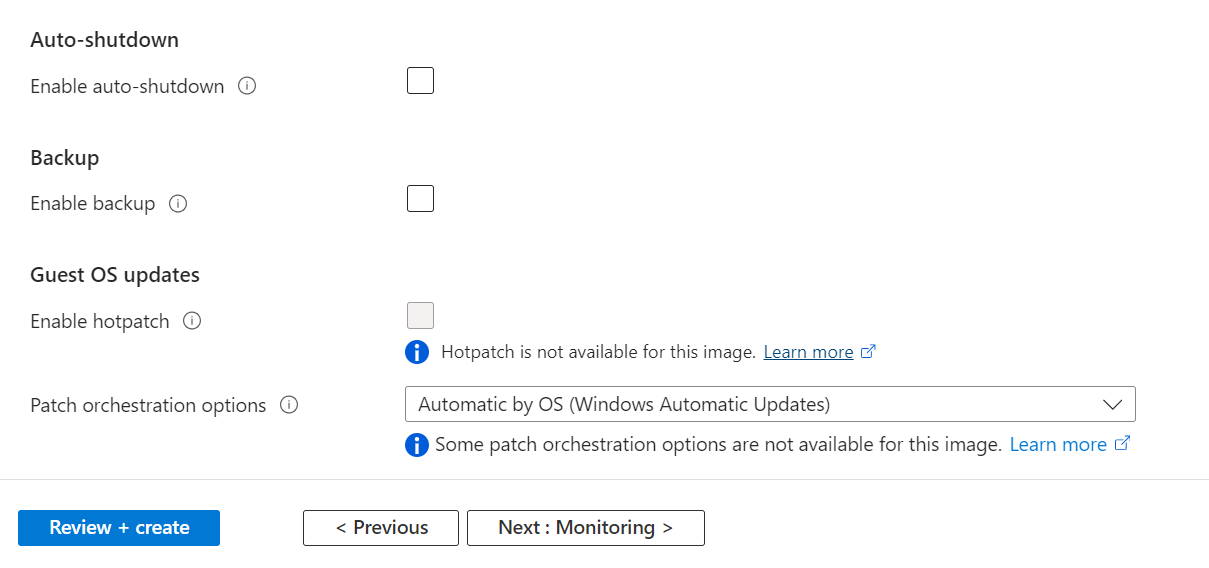 Auto-shutdown
Enable auto-shutdown
Backup
Enable backup
Guest OS updates
Enable hotpatch
Hotpatch is not available for this image. Learn more
Patch orchestration options
Automatic by OS (Windows Automatic Updates)
Some patch orchestration options are not available for this image. Learn more
Review + create
< Previous
Next : Monitoring >